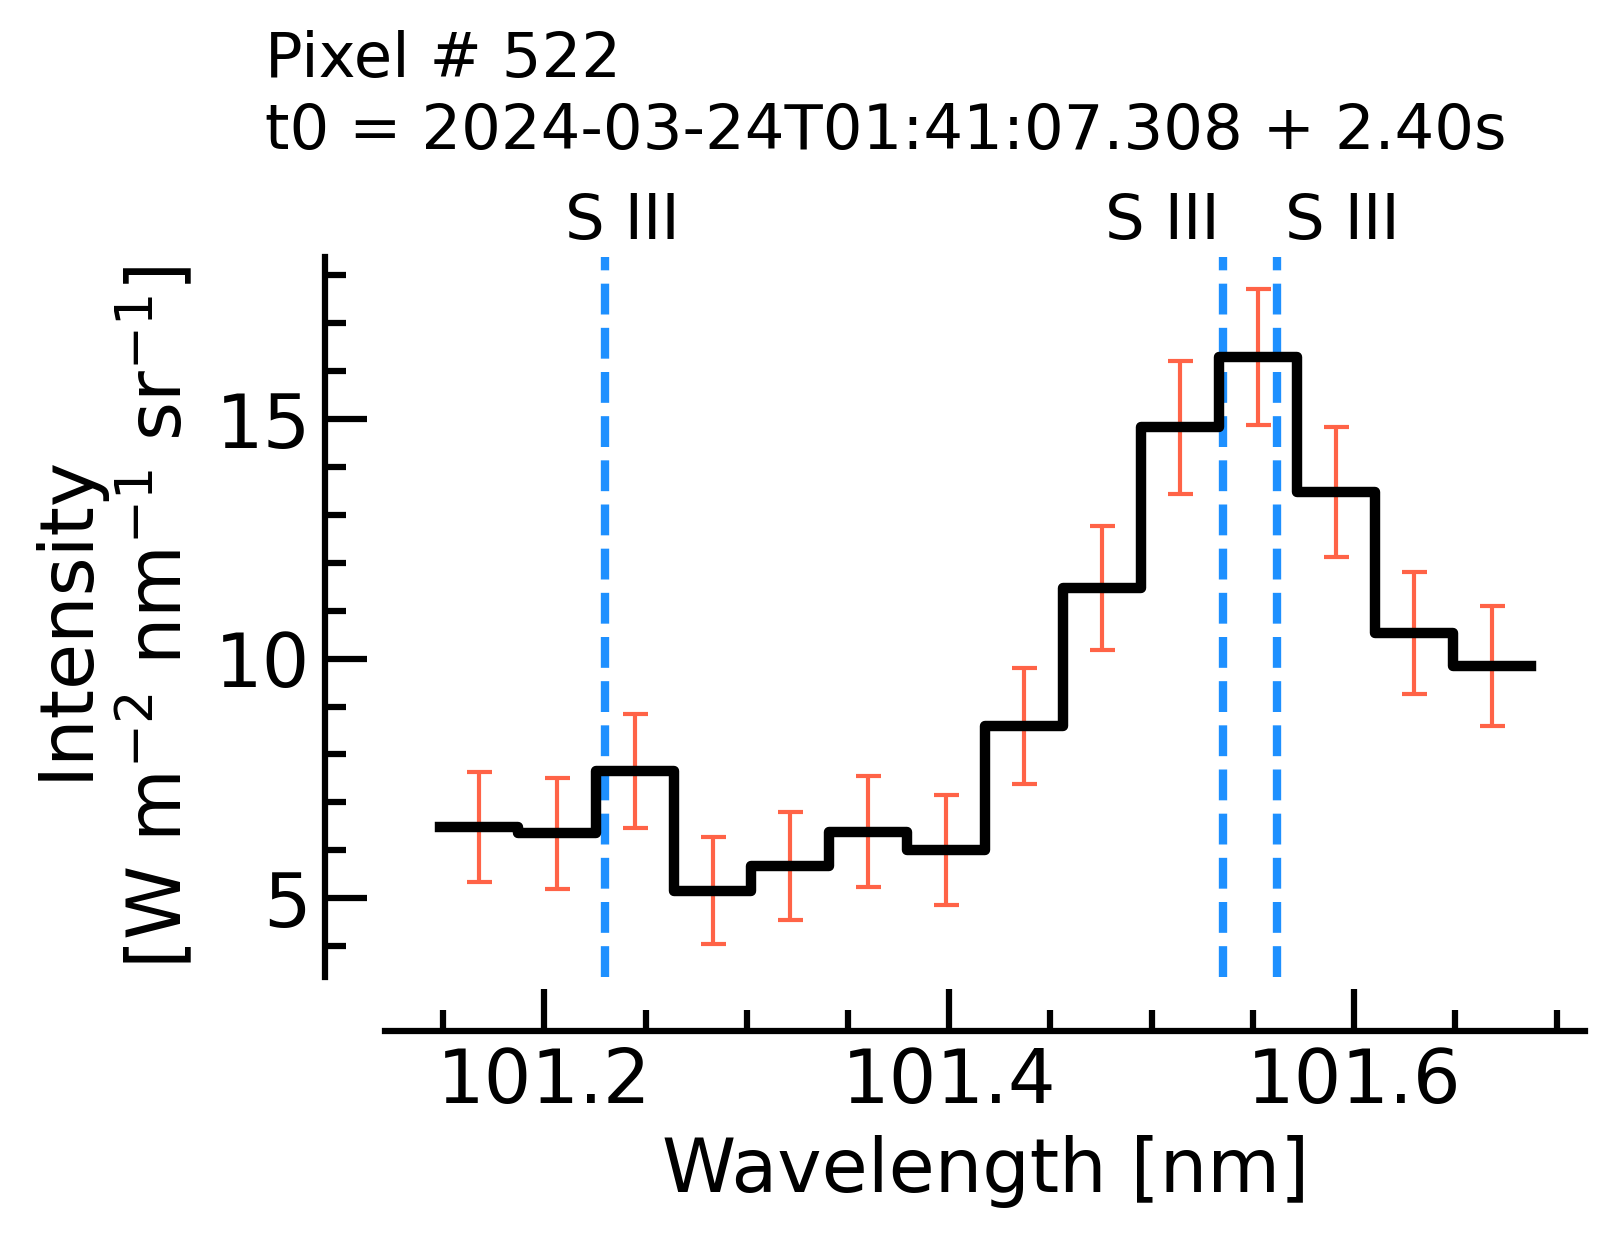 Pixel # 522
t0 = 2024-03-24T01:41:07.308 + 2.40s
S III S III S III
Intensity
[W m⁻² nm⁻¹ sr⁻¹]
15
10
5
101.2 101.4 101.6
Wavelength [nm]